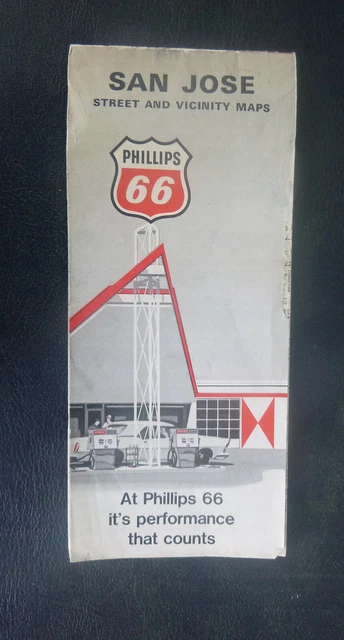 SAN JOSE
STREET AND VICINITY MAPS
PHILLIPS
66
At Phillips 66
it's performance
that counts